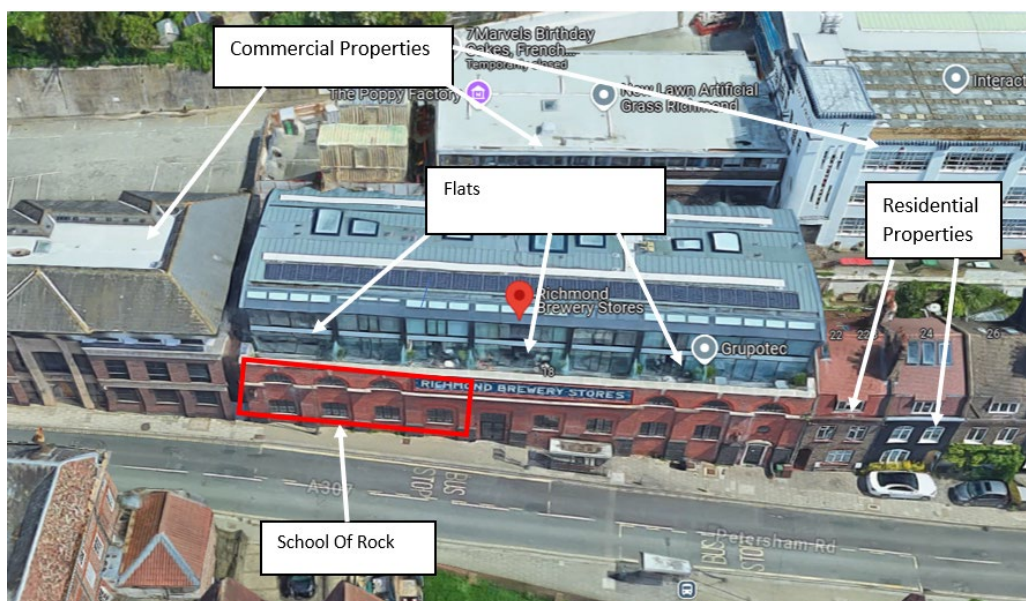 Commercial Properties
7Marvels Birthday
Cakes, French...
Temporarily closed
The Poppy Factory
New Lawn Artificial
Grass Richmond
Interact
Flats
Residential
Properties
Richmond
Brewery Stores
22
24
26
Grupotec
18
RICHMOND BREWERY STORES
A307
BUS
STOP
Petersham Rd
BUS
STO
School Of Rock